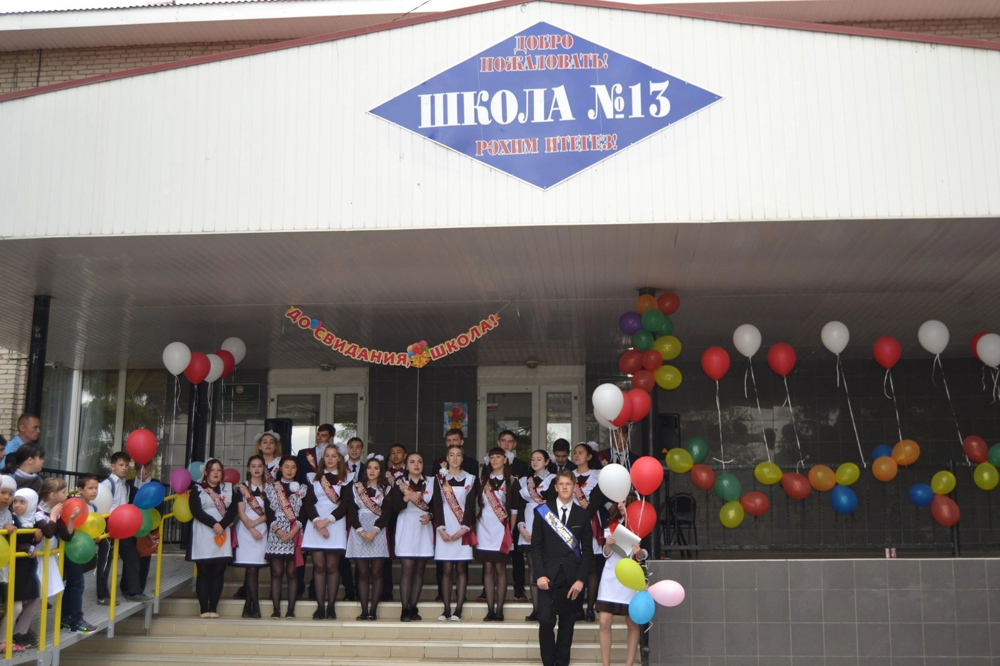 ДОБРО
ПОЖАЛОВАТЬ!
ШКОЛА №13
РӘХИМ ИТЕГЕЗ!
ДО СВИДАНИЯ, ШКОЛА!